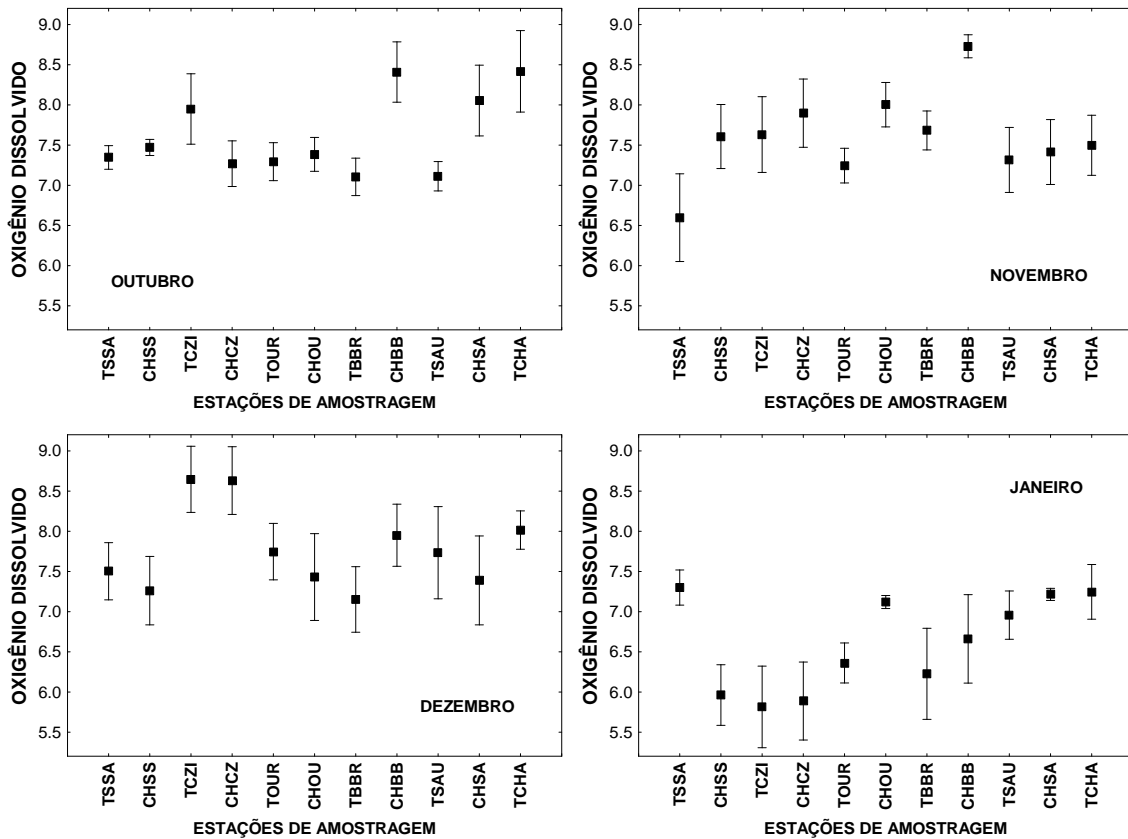 OXIGÊNIO DISSOLVIDO
9.0
8.5
8.0
7.5
7.0
6.5
6.0
5.5
OUTUBRO
TSSA
CHSS
TCZI
CHCZ
TOUR
CHOU
TBBR
CHBB
TSAU
CHSA
TCHA
ESTAÇÕES DE AMOSTRAGEM
OXIGÊNIO DISSOLVIDO
9.0
8.5
8.0
7.5
7.0
6.5
6.0
5.5
NOVEMBRO
TSSA
CHSS
TCZI
CHCZ
TOUR
CHOU
TBBR
CHBB
TSAU
CHSA
TCHA
ESTAÇÕES DE AMOSTRAGEM
OXIGÊNIO DISSOLVIDO
9.0
8.5
8.0
7.5
7.0
6.5
6.0
5.5
DEZEMBRO
TSSA
CHSS
TCZI
CHCZ
TOUR
CHOU
TBBR
CHBB
TSAU
CHSA
TCHA
ESTAÇÕES DE AMOSTRAGEM
OXIGÊNIO DISSOLVIDO
9.0
8.5
8.0
7.5
7.0
6.5
6.0
5.5
JANEIRO
TSSA
CHSS
TCZI
CHCZ
TOUR
CHOU
TBBR
CHBB
TSAU
CHSA
TCHA
ESTAÇÕES DE AMOSTRAGEM